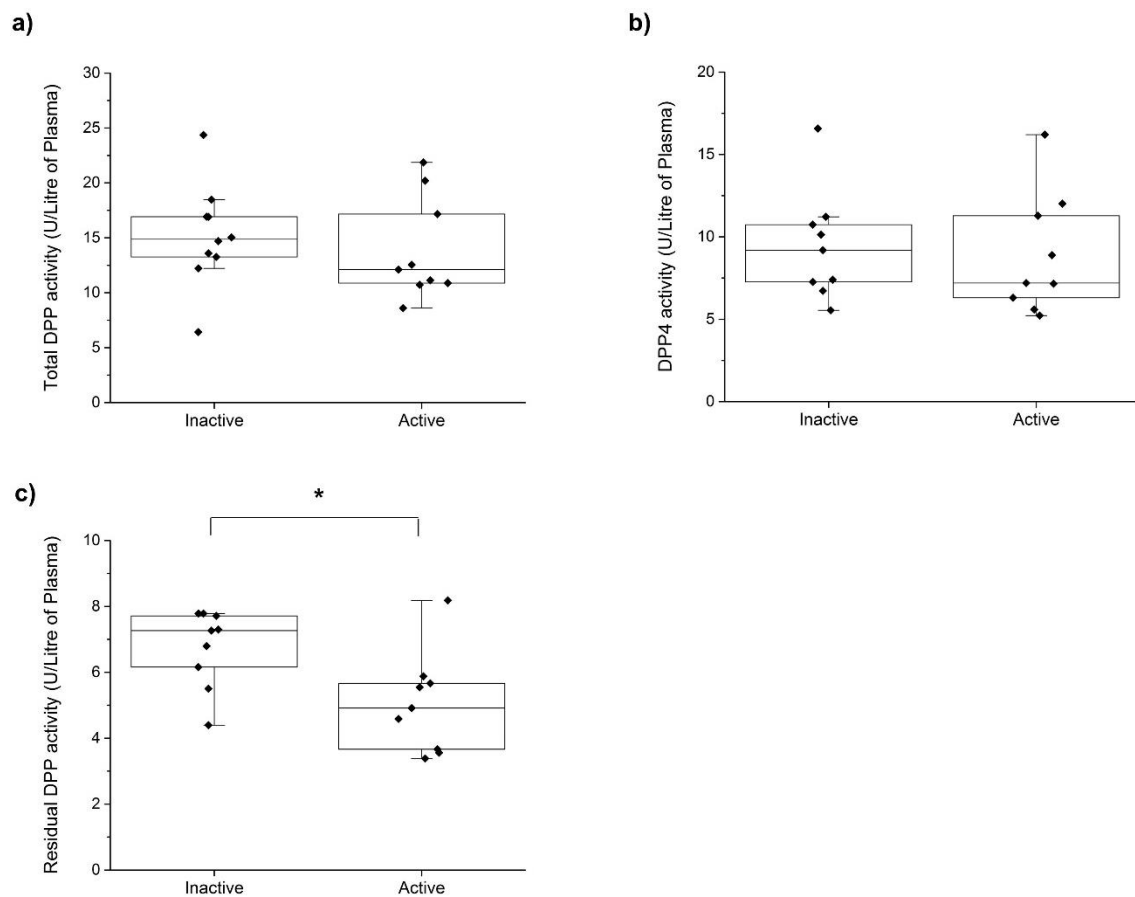 a)
Total DPP activity (U/Litre of Plasma)
30
25
20
15
10
5
0
Inactive Active
b)
DPP4 activity (U/Litre of Plasma)
20
15
10
5
0
Inactive Active
c)
*
Residual DPP activity (U/Litre of Plasma)
10
8
6
4
2
0
Inactive Active